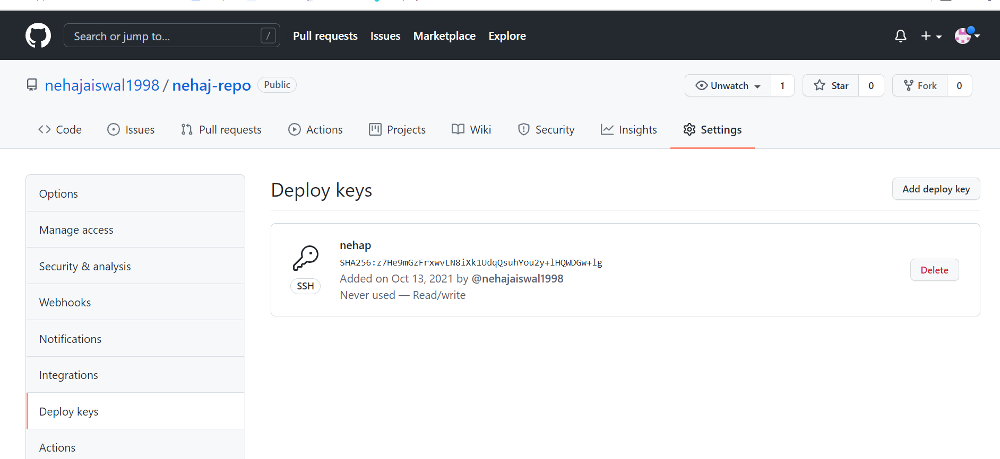 Search or jump to... /
Pull requests Issues Marketplace Explore
nehajaiswal1998 / nehaj-repo Public
Unwatch 1 Star 0 Fork 0
Code Issues Pull requests Actions Projects Wiki Security Insights Settings
Options
Manage access
Security & analysis
Webhooks
Notifications
Integrations
Deploy keys
Actions
Deploy keys
Add deploy key
nehap
SHA256:z7He9mGzFrxwvLN8iXk1UdqQsuhYou2y+lHQWDGw+lg
Added on Oct 13, 2021 by @nehajaiswal1998
Never used — Read/write
SSH
Delete